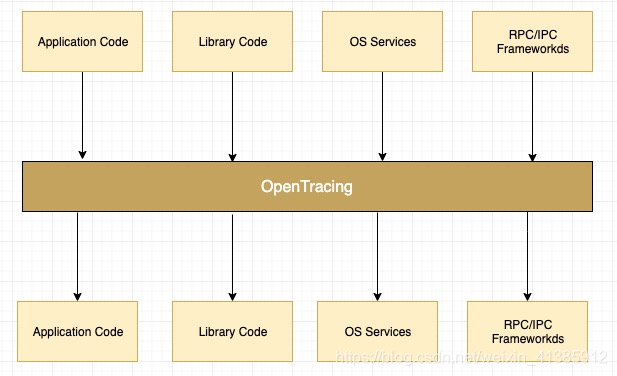 Application Code
Library Code
OS Services
RPC/IPC
Frameworkds
OpenTracing
Application Code
Library Code
OS Services
RPC/IPC
Frameworkds
https://blog.csdn.net/weixin_41385912